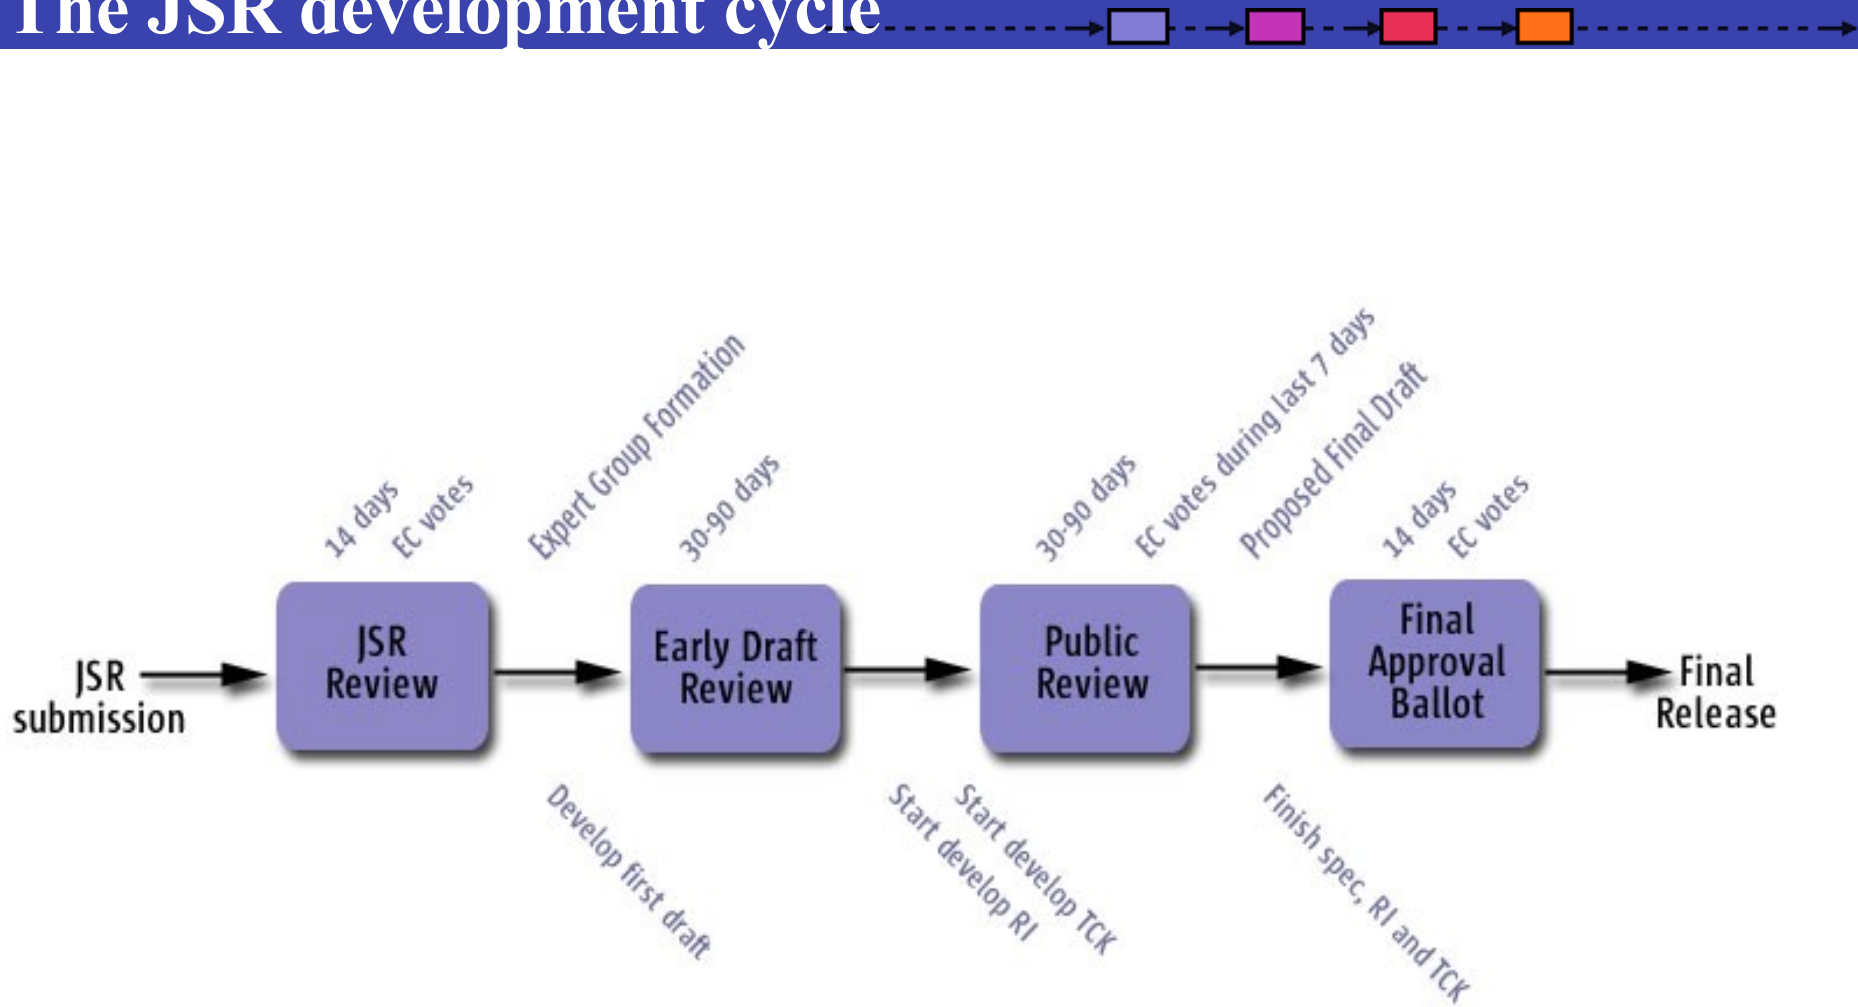 The JSR development cycle
14 days
EC votes
Expert Group Formation
30-90 days
30-90 days
EC votes during last 7 days
Proposed Final Draft
14 days
EC votes
JSR
submission
JSR
Review
Early Draft
Review
Public
Review
Final
Approval
Ballot
Final
Release
Develop first draft
Start develop RI
Start develop TCK
Finish spec, RI and TCK